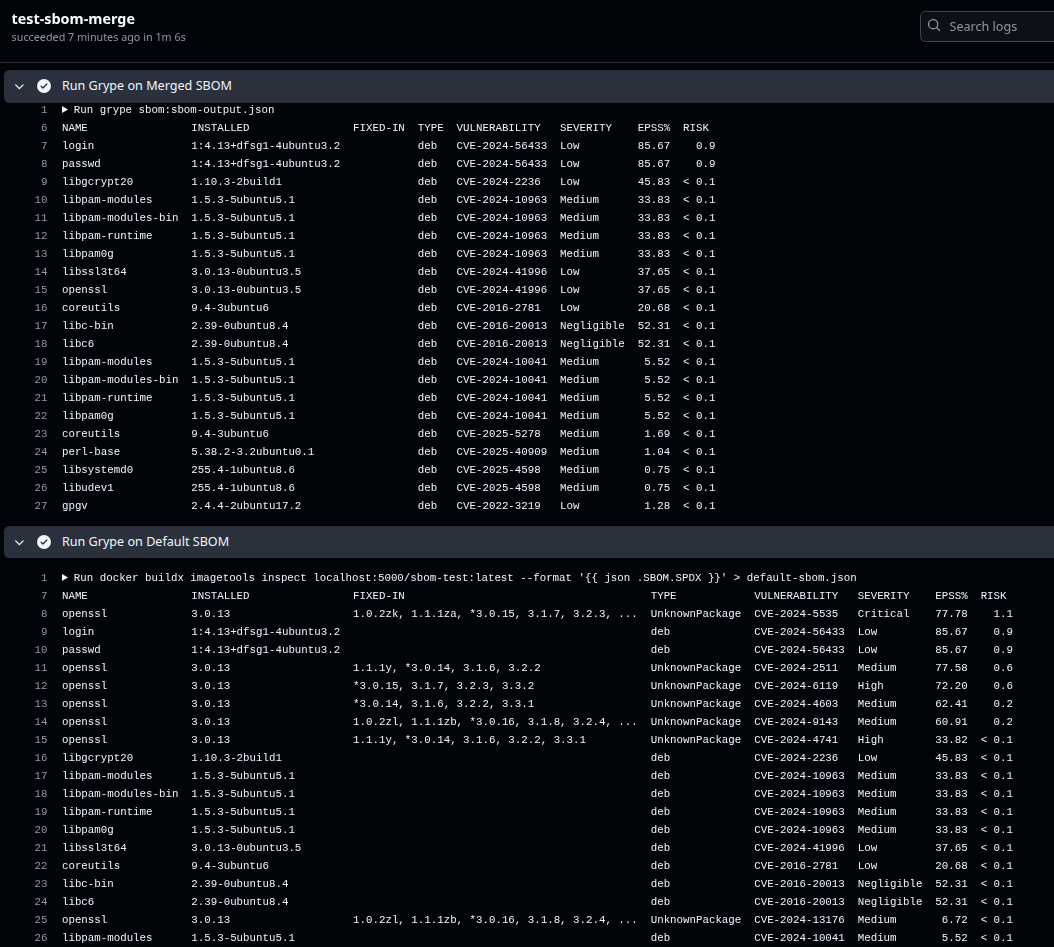 test-sbom-merge
succeeded 7 minutes ago in 1m 6s
Search logs
Run Grype on Merged SBOM
1 Run grype sbom:sbom-output.json
6 NAME INSTALLED FIXED-IN TYPE VULNERABILITY SEVERITY EPSS% RISK
7 login 1:4.13+dfsg1-4ubuntu3.2 deb CVE-2024-56433 Low 85.67 0.9
8 passwd 1:4.13+dfsg1-4ubuntu3.2 deb CVE-2024-56433 Low 85.67 0.9
9 libgcrypt20 1.10.3-2build1 deb CVE-2024-2236 Low 45.83 < 0.1
10 libpam-modules 1.5.3-5ubuntu5.1 deb CVE-2024-10963 Medium 33.83 < 0.1
11 libpam-modules-bin 1.5.3-5ubuntu5.1 deb CVE-2024-10963 Medium 33.83 < 0.1
12 libpam-runtime 1.5.3-5ubuntu5.1 deb CVE-2024-10963 Medium 33.83 < 0.1
13 libpam0g 1.5.3-5ubuntu5.1 deb CVE-2024-10963 Medium 33.83 < 0.1
14 libssl3t64 3.0.13-0ubuntu3.5 deb CVE-2024-41996 Low 37.65 < 0.1
15 openssl 3.0.13-0ubuntu3.5 deb CVE-2024-41996 Low 37.65 < 0.1
16 coreutils 9.4-3ubuntu6 deb CVE-2016-2781 Low 20.68 < 0.1
17 libc-bin 2.39-0ubuntu8.4 deb CVE-2016-20013 Negligible 52.31 < 0.1
18 libc6 2.39-0ubuntu8.4 deb CVE-2016-20013 Negligible 52.31 < 0.1
19 libpam-modules 1.5.3-5ubuntu5.1 deb CVE-2024-10041 Medium 5.52 < 0.1
20 libpam-modules-bin 1.5.3-5ubuntu5.1 deb CVE-2024-10041 Medium 5.52 < 0.1
21 libpam-runtime 1.5.3-5ubuntu5.1 deb CVE-2024-10041 Medium 5.52 < 0.1
22 libpam0g 1.5.3-5ubuntu5.1 deb CVE-2024-10041 Medium 5.52 < 0.1
23 coreutils 9.4-3ubuntu6 deb CVE-2025-5278 Medium 1.69 < 0.1
24 perl-base 5.38.2-3.2ubuntu0.1 deb CVE-2025-40909 Medium 1.04 < 0.1
25 libsystemd0 255.4-1ubuntu8.6 deb CVE-2025-4598 Medium 0.75 < 0.1
26 libudev1 255.4-1ubuntu8.6 deb CVE-2025-4598 Medium 0.75 < 0.1
27 gpgv 2.4.4-2ubuntu17.2 deb CVE-2022-3219 Low 1.28 < 0.1
Run Grype on Default SBOM
1 Run docker buildx imagetools inspect localhost:5000/sbom-test:latest --format '{{ json .SBOM.SPDX }}' > default-sbom.json
7 NAME INSTALLED FIXED-IN TYPE VULNERABILITY SEVERITY EPSS% RISK
8 openssl 3.0.13 1.0.2zk, 1.1.1za, *3.0.15, 3.1.7, 3.2.3, ... UnknownPackage CVE-2024-5535 Critical 77.78 1.1
9 login 1:4.13+dfsg1-4ubuntu3.2 deb CVE-2024-56433 Low 85.67 0.9
10 passwd 1:4.13+dfsg1-4ubuntu3.2 deb CVE-2024-56433 Low 85.67 0.9
11 openssl 3.0.13 1.1.1y, *3.0.14, 3.1.6, 3.2.2 UnknownPackage CVE-2024-2511 Medium 77.58 0.6
12 openssl 3.0.13 *3.0.15, 3.1.7, 3.2.3, 3.3.2 UnknownPackage CVE-2024-6119 High 72.20 0.6
13 openssl 3.0.13 *3.0.14, 3.1.6, 3.2.2, 3.3.1 UnknownPackage CVE-2024-4603 Medium 62.41 0.2
14 openssl 3.0.13 1.0.2zl, 1.1.1zb, *3.0.16, 3.1.8, 3.2.4, ... UnknownPackage CVE-2024-9143 Medium 60.91 0.2
15 openssl 3.0.13 1.1.1y, *3.0.14, 3.1.6, 3.2.2, 3.3.1 UnknownPackage CVE-2024-4741 High 33.82 < 0.1
16 libgcrypt20 1.10.3-2build1 deb CVE-2024-2236 Low 45.83 < 0.1
17 libpam-modules 1.5.3-5ubuntu5.1 deb CVE-2024-10963 Medium 33.83 < 0.1
18 libpam-modules-bin 1.5.3-5ubuntu5.1 deb CVE-2024-10963 Medium 33.83 < 0.1
19 libpam-runtime 1.5.3-5ubuntu5.1 deb CVE-2024-10963 Medium 33.83 < 0.1
20 libpam0g 1.5.3-5ubuntu5.1 deb CVE-2024-10963 Medium 33.83 < 0.1
21 libssl3t64 3.0.13-0ubuntu3.5 deb CVE-2024-41996 Low 37.65 < 0.1
22 coreutils 9.4-3ubuntu6 deb CVE-2016-2781 Low 20.68 < 0.1
23 libc-bin 2.39-0ubuntu8.4 deb CVE-2016-20013 Negligible 52.31 < 0.1
24 libc6 2.39-0ubuntu8.4 deb CVE-2016-20013 Negligible 52.31 < 0.1
25 openssl 3.0.13 1.0.2zl, 1.1.1zb, *3.0.16, 3.1.8, 3.2.4, ... UnknownPackage CVE-2024-13176 Medium 6.72 < 0.1
26 libpam-modules 1.5.3-5ubuntu5.1 deb CVE-2024-10041 Medium 5.52 < 0.1